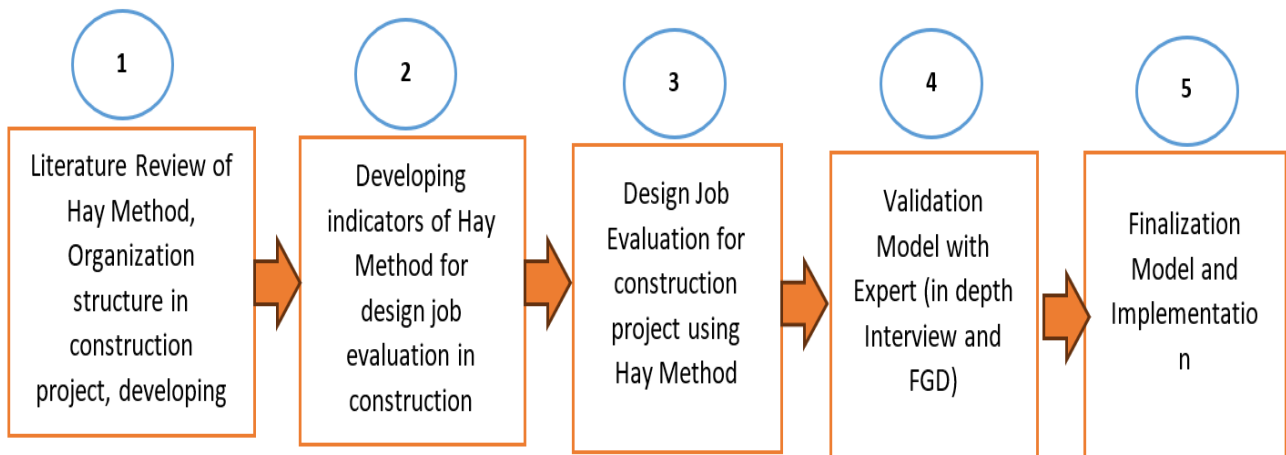 1
Literature Review of
Hay Method,
Organization
structure in
construction
project, developing
2
Developing
indicators of Hay
Method for
design job
evaluation in
construction
3
Design Job
Evaluation for
construction
project using
Hay Method
4
Validation
Model with
Expert (in depth
Interview and
FGD)
5
Finalization
Model and
Implementatio
n